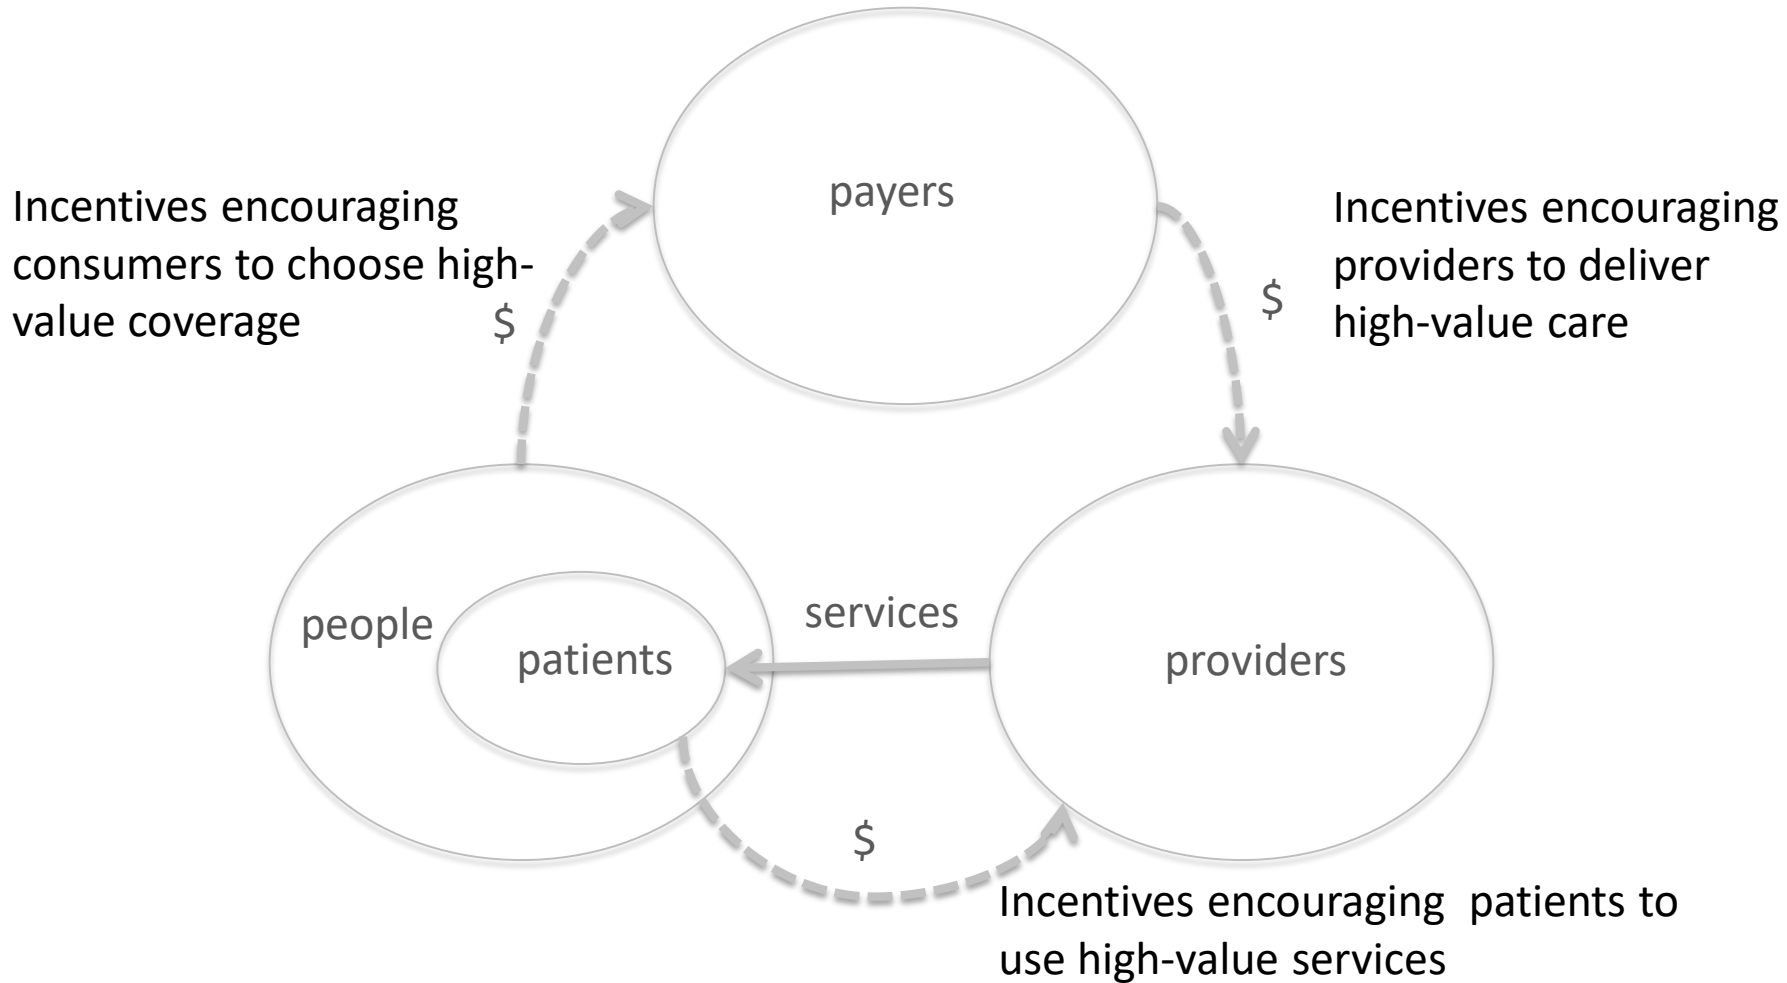 payers
Incentives encouraging
consumers to choose high-
value coverage
$
$
Incentives encouraging
providers to deliver
high-value care
people
patients
services
providers
$
Incentives encouraging  patients to
use high-value services